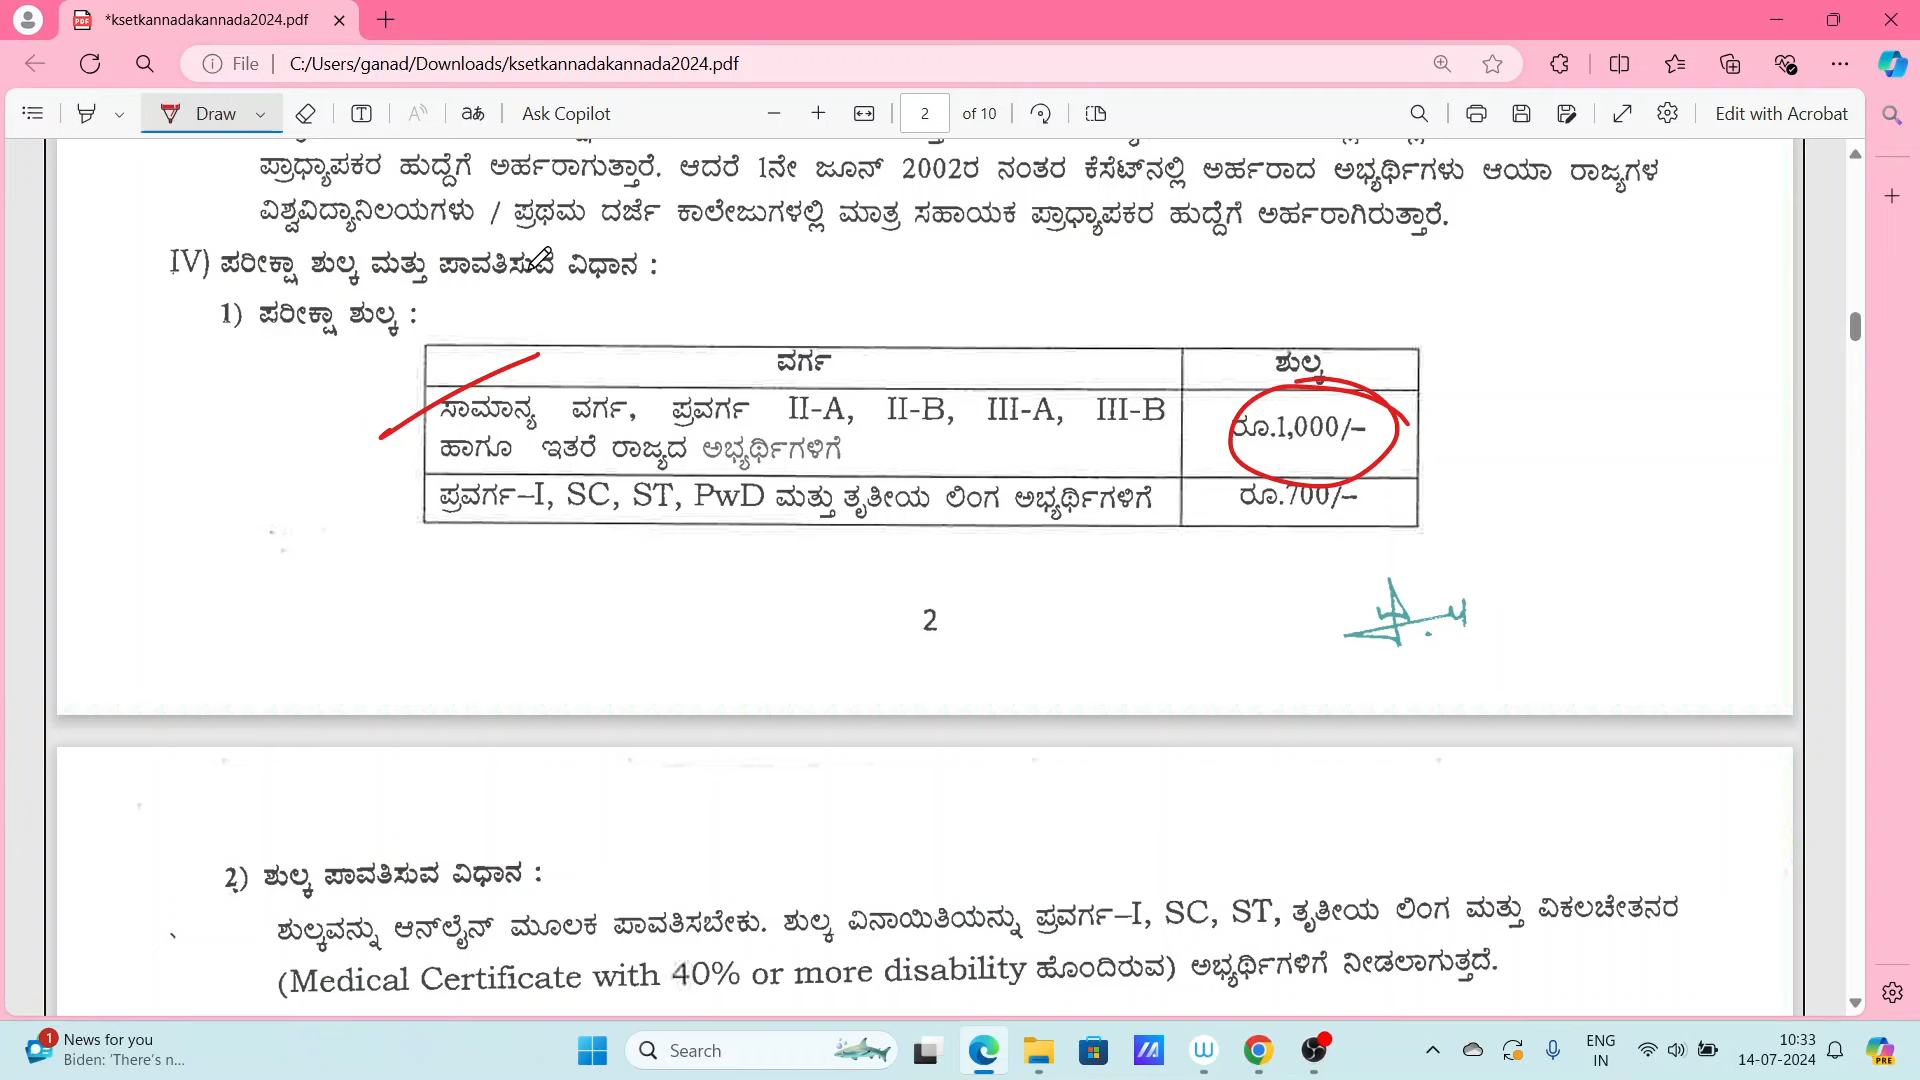 *ksetkannadakannada2024.pdf
File
C:/Users/ganad/Downloads/ksetkannadakannada2024.pdf
Draw
aあ
Ask Copilot
2 of 10
Edit with Acrobat
ಪ್ರಾಧ್ಯಾಪಕರ ಹುದ್ದೆಗೆ ಅರ್ಹರಾಗುತ್ತಾರೆ. ಆದರೆ 1ನೇ ಜೂನ್ 2002ರ ನಂತರ ಕೆಸೆಟ್‌ನಲ್ಲಿ ಅರ್ಹರಾದ ಅಭ್ಯರ್ಥಿಗಳು ಆಯಾ ರಾಜ್ಯಗಳ
ವಿಶ್ವವಿದ್ಯಾನಿಲಯಗಳು / ಪ್ರಥಮ ದರ್ಜೆ ಕಾಲೇಜುಗಳಲ್ಲಿ ಮಾತ್ರ ಸಹಾಯಕ ಪ್ರಾಧ್ಯಾಪಕರ ಹುದ್ದೆಗೆ ಅರ್ಹರಾಗಿರುತ್ತಾರೆ.
IV) ಪರೀಕ್ಷಾ ಶುಲ್ಕ ಮತ್ತು ಪಾವತಿಸುವ ವಿಧಾನ :
1) ಪರೀಕ್ಷಾ ಶುಲ್ಕ :
ವರ್ಗ ಶುಲ್ಕ
ಸಾಮಾನ್ಯ ವರ್ಗ, ಪ್ರವರ್ಗ II-A, II-B, III-A, III-B
ಹಾಗೂ ಇತರೆ ರಾಜ್ಯದ ಅಭ್ಯರ್ಥಿಗಳಿಗೆ
ರೂ.1,000/–
ಪ್ರವರ್ಗ–I, SC, ST, PwD ಮತ್ತು ತೃತೀಯ ಲಿಂಗ ಅಭ್ಯರ್ಥಿಗಳಿಗೆ ರೂ.700/–
2
2) ಶುಲ್ಕ ಪಾವತಿಸುವ ವಿಧಾನ :
ಶುಲ್ಕವನ್ನು ಆನ್‌ಲೈನ್ ಮೂಲಕ ಪಾವತಿಸಬೇಕು. ಶುಲ್ಕ ವಿನಾಯಿತಿಯನ್ನು ಪ್ರವರ್ಗ–I, SC, ST, ತೃತೀಯ ಲಿಂಗ ಮತ್ತು ವಿಕಲಚೇತನರ
(Medical Certificate with 40% or more disability ಹೊಂದಿರುವ) ಅಭ್ಯರ್ಥಿಗಳಿಗೆ ನೀಡಲಾಗುತ್ತದೆ.
1
News for you
Biden: 'There's n...
Search
ENG
IN
10:33
14-07-2024